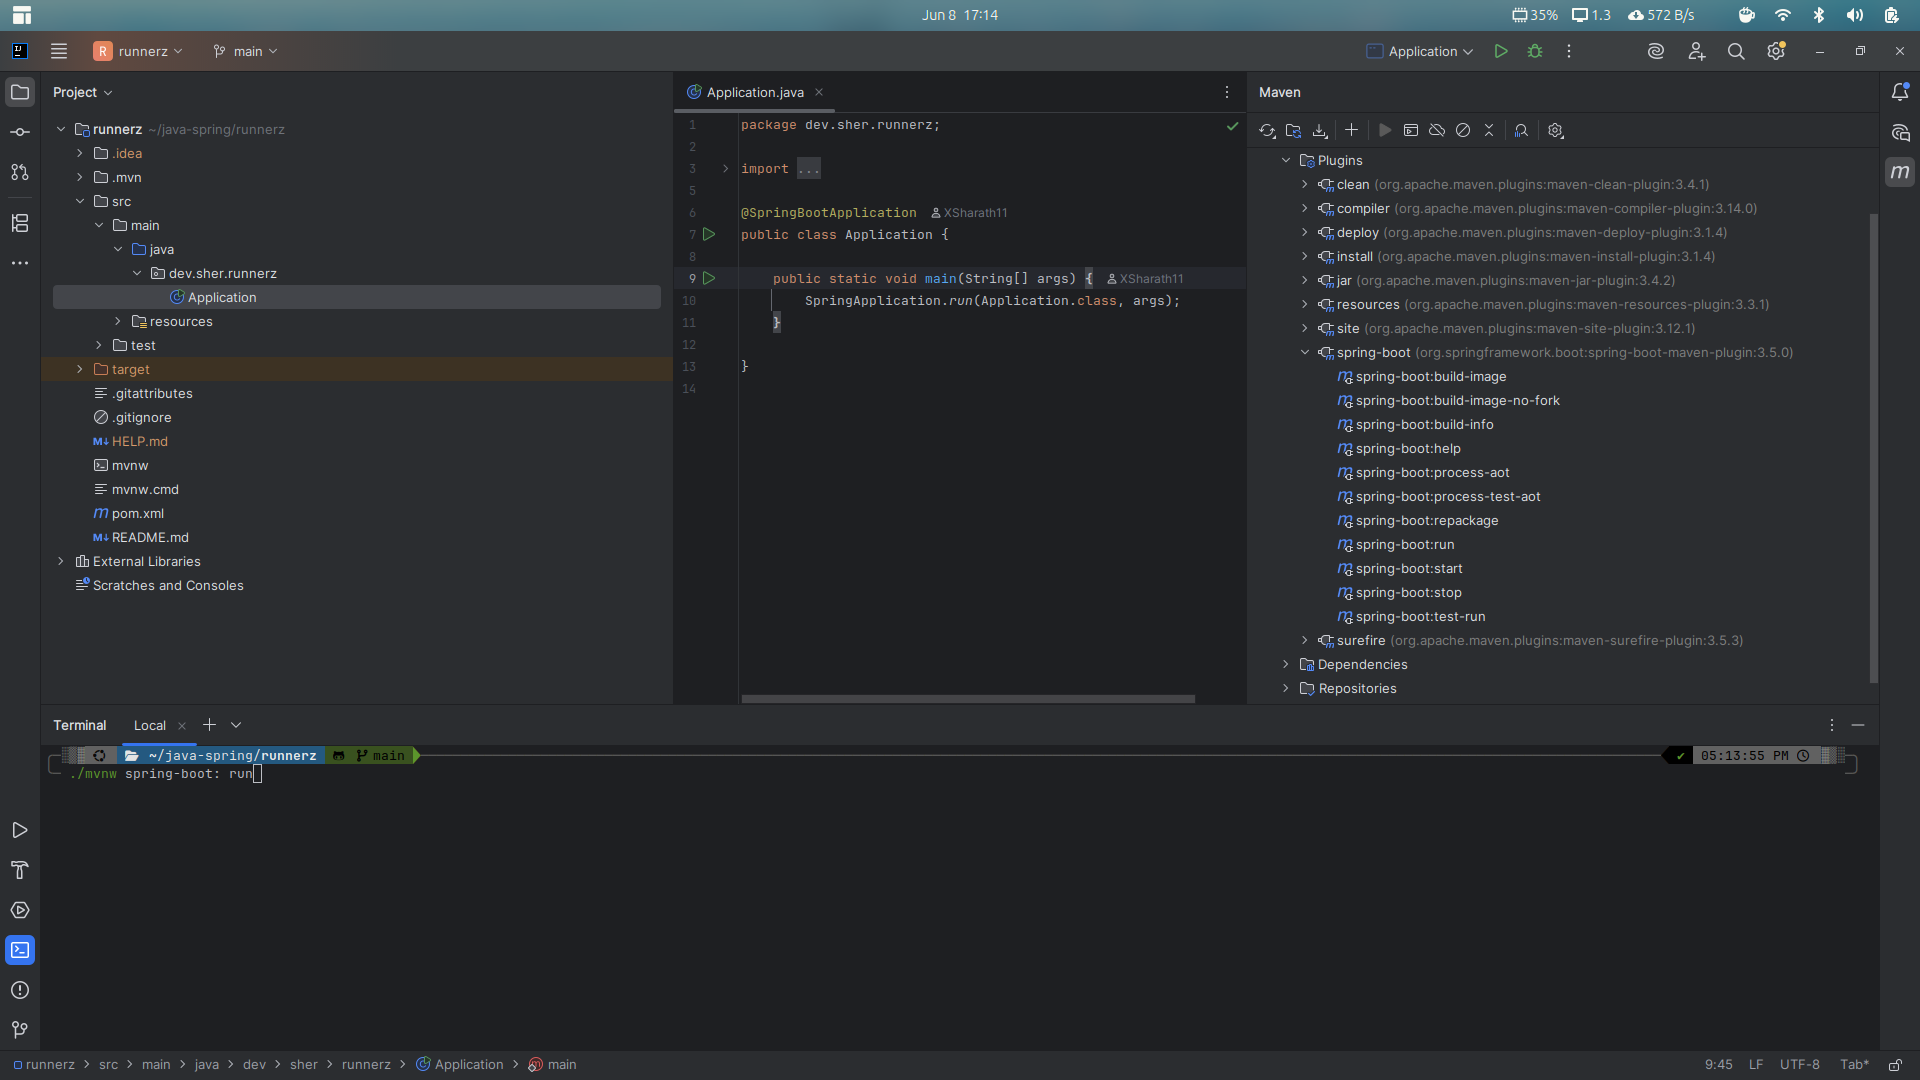 Jun 8 17:14
35% 1.3 572 B/s
R runnerz main
Application
Project
runnerz ~/java-spring/runnerz
.idea
.mvn
src
main
java
dev.sher.runnerz
Application
resources
test
target
.gitattributes
.gitignore
M↓ HELP.md
mvnw
mvnw.cmd
m pom.xml
M↓ README.md
External Libraries
Scratches and Consoles
Application.java
1 package dev.sher.runnerz;
2
3 import ...
5
6 @SpringBootApplication XSharath11
7 public class Application {
8
9 public static void main(String[] args) { XSharath11
10 SpringApplication.run(Application.class, args);
11 }
12
13 }
14
Maven
Plugins
clean (org.apache.maven.plugins:maven-clean-plugin:3.4.1)
compiler (org.apache.maven.plugins:maven-compiler-plugin:3.14.0)
deploy (org.apache.maven.plugins:maven-deploy-plugin:3.1.4)
install (org.apache.maven.plugins:maven-install-plugin:3.1.4)
jar (org.apache.maven.plugins:maven-jar-plugin:3.4.2)
resources (org.apache.maven.plugins:maven-resources-plugin:3.3.1)
site (org.apache.maven.plugins:maven-site-plugin:3.12.1)
spring-boot (org.springframework.boot:spring-boot-maven-plugin:3.5.0)
spring-boot:build-image
spring-boot:build-image-no-fork
spring-boot:build-info
spring-boot:help
spring-boot:process-aot
spring-boot:process-test-aot
spring-boot:repackage
spring-boot:run
spring-boot:start
spring-boot:stop
spring-boot:test-run
surefire (org.apache.maven.plugins:maven-surefire-plugin:3.5.3)
Dependencies
Repositories
m
Terminal Local
~/java-spring/runnerz main ✔ 05:13:55 PM
./mvnw spring-boot: run
runnerz > src > main > java > dev > sher > runnerz > Application > main
9:45 LF UTF-8 Tab*